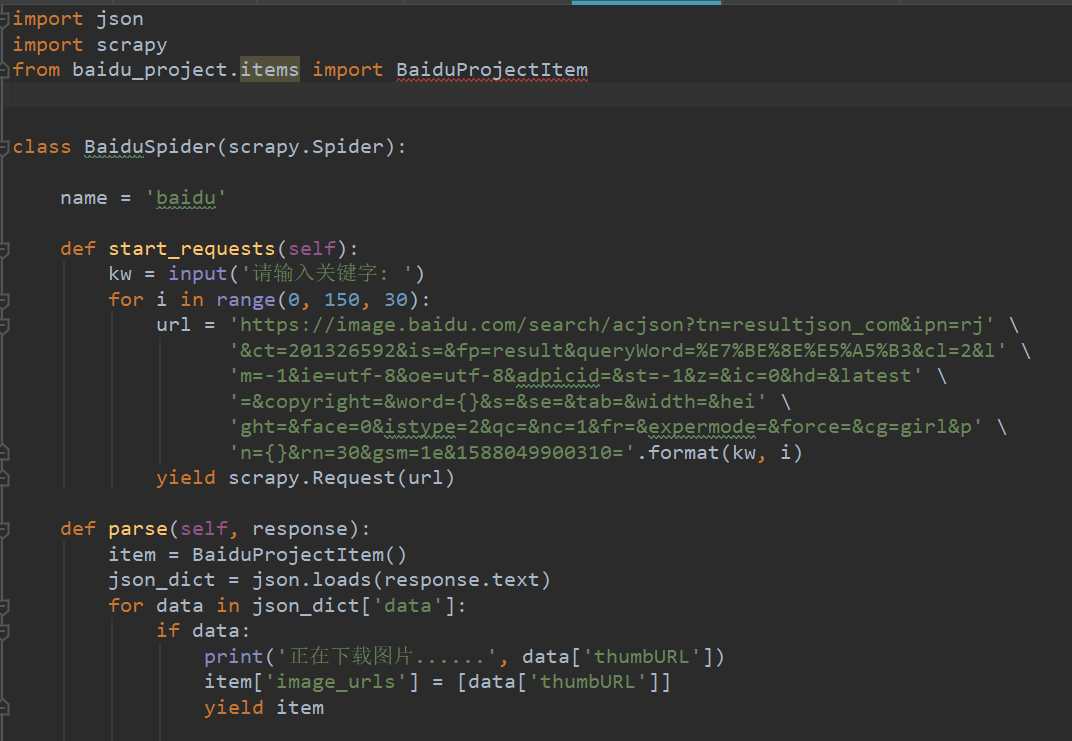 import json
import scrapy
from baidu_project.items import BaiduProjectItem
class BaiduSpider(scrapy.Spider):
name = 'baidu'
def start_requests(self):
kw = input('请输入关键字: ')
for i in range(0, 150, 30):
url = 'https://image.baidu.com/search/acjson?tn=resultjson_com&ipn=rj' \
'&ct=201326592&is=&fp=result&queryWord=%E7%BE%8E%E5%A5%B3&cl=2&l' \
'm=-1&ie=utf-8&oe=utf-8&adpicid=&st=-1&z=&ic=0&hd=&latest' \
'=&copyright=&word={}&s=&se=&tab=&width=&hei' \
'ght=&face=0&istype=2&qc=&nc=1&fr=&expermode=&force=&cg=girl&p' \
'n={}&rn=30&gsm=1e&1588049900310='.format(kw, i)
yield scrapy.Request(url)
def parse(self, response):
item = BaiduProjectItem()
json_dict = json.loads(response.text)
for data in json_dict['data']:
if data:
print('正在下载图片......', data['thumbURL'])
item['image_urls'] = [data['thumbURL']]
yield item